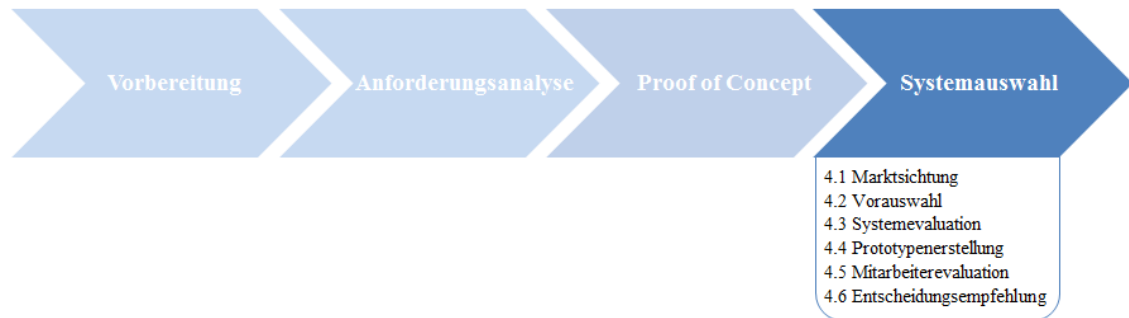 Vorbereitung
Anforderungsanalyse
Proof of Concept
Systemauswahl
4.1 Marktsichtung
4.2 Vorauswahl
4.3 Systemevaluation
4.4 Prototypenerstellung
4.5 Mitarbeiterevaluation
4.6 Entscheidungsempfehlung